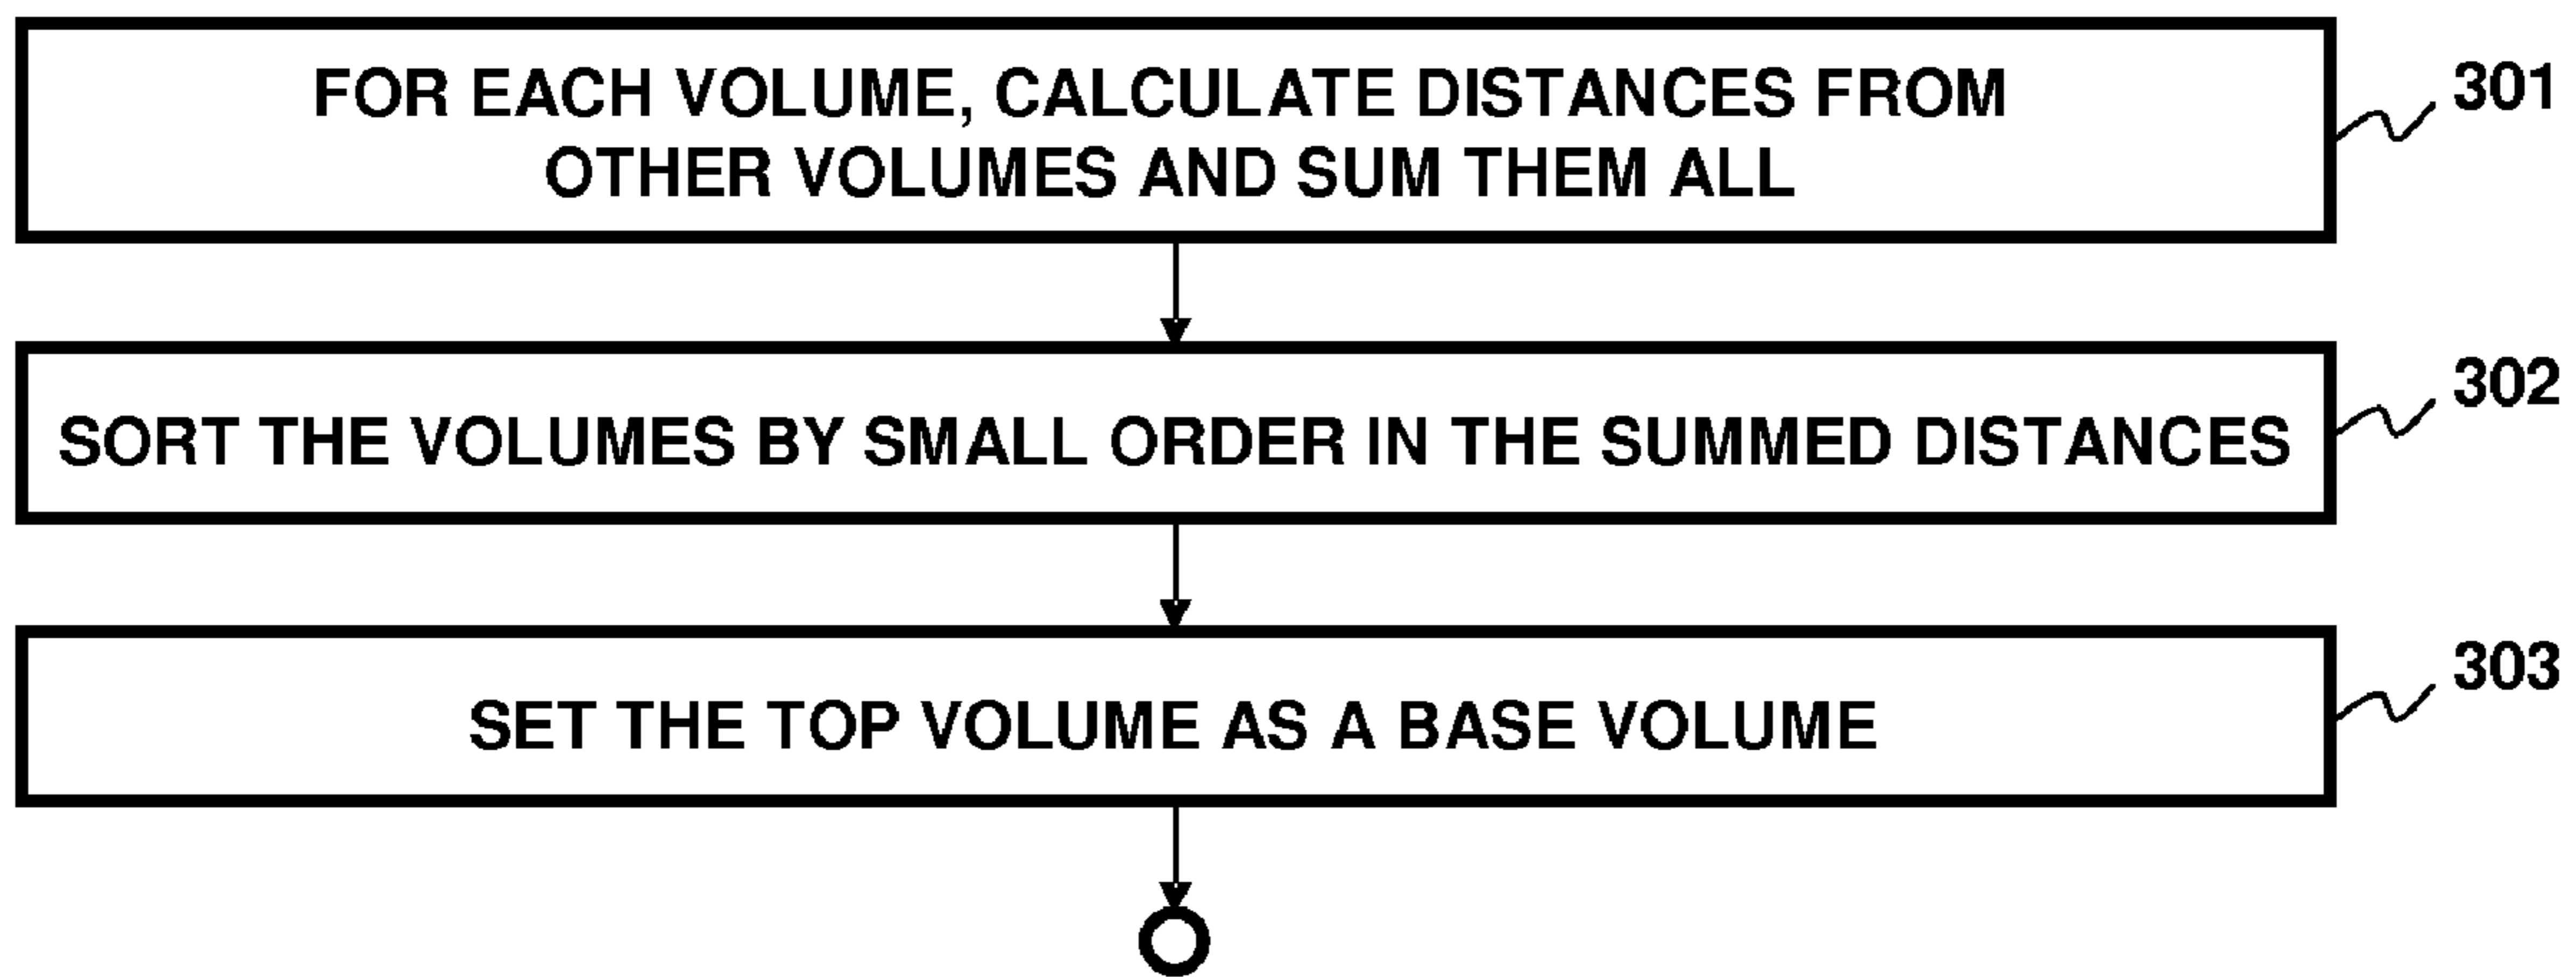 FOR EACH VOLUME, CALCULATE DISTANCES FROM
OTHER VOLUMES AND SUM THEM ALL
301
SORT THE VOLUMES BY SMALL ORDER IN THE SUMMED DISTANCES
302
SET THE TOP VOLUME AS A BASE VOLUME
303